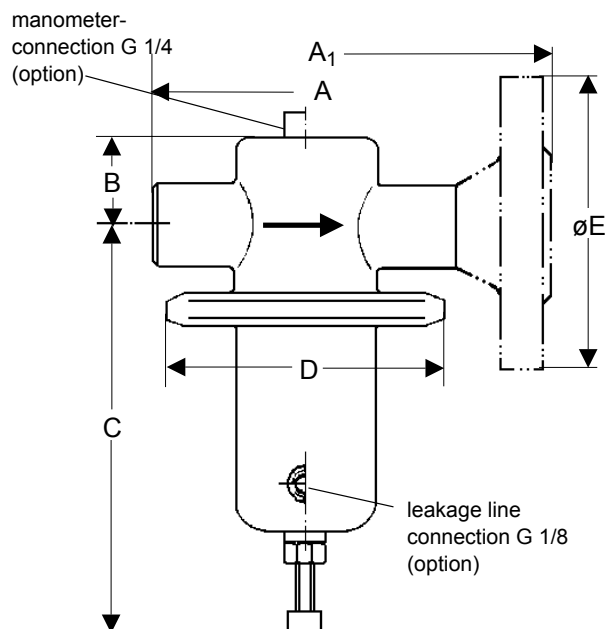 manometer-
connection G 1/4
(option)
A₁
A
B
øE
D
C
leakage line
connection G 1/8
(option)